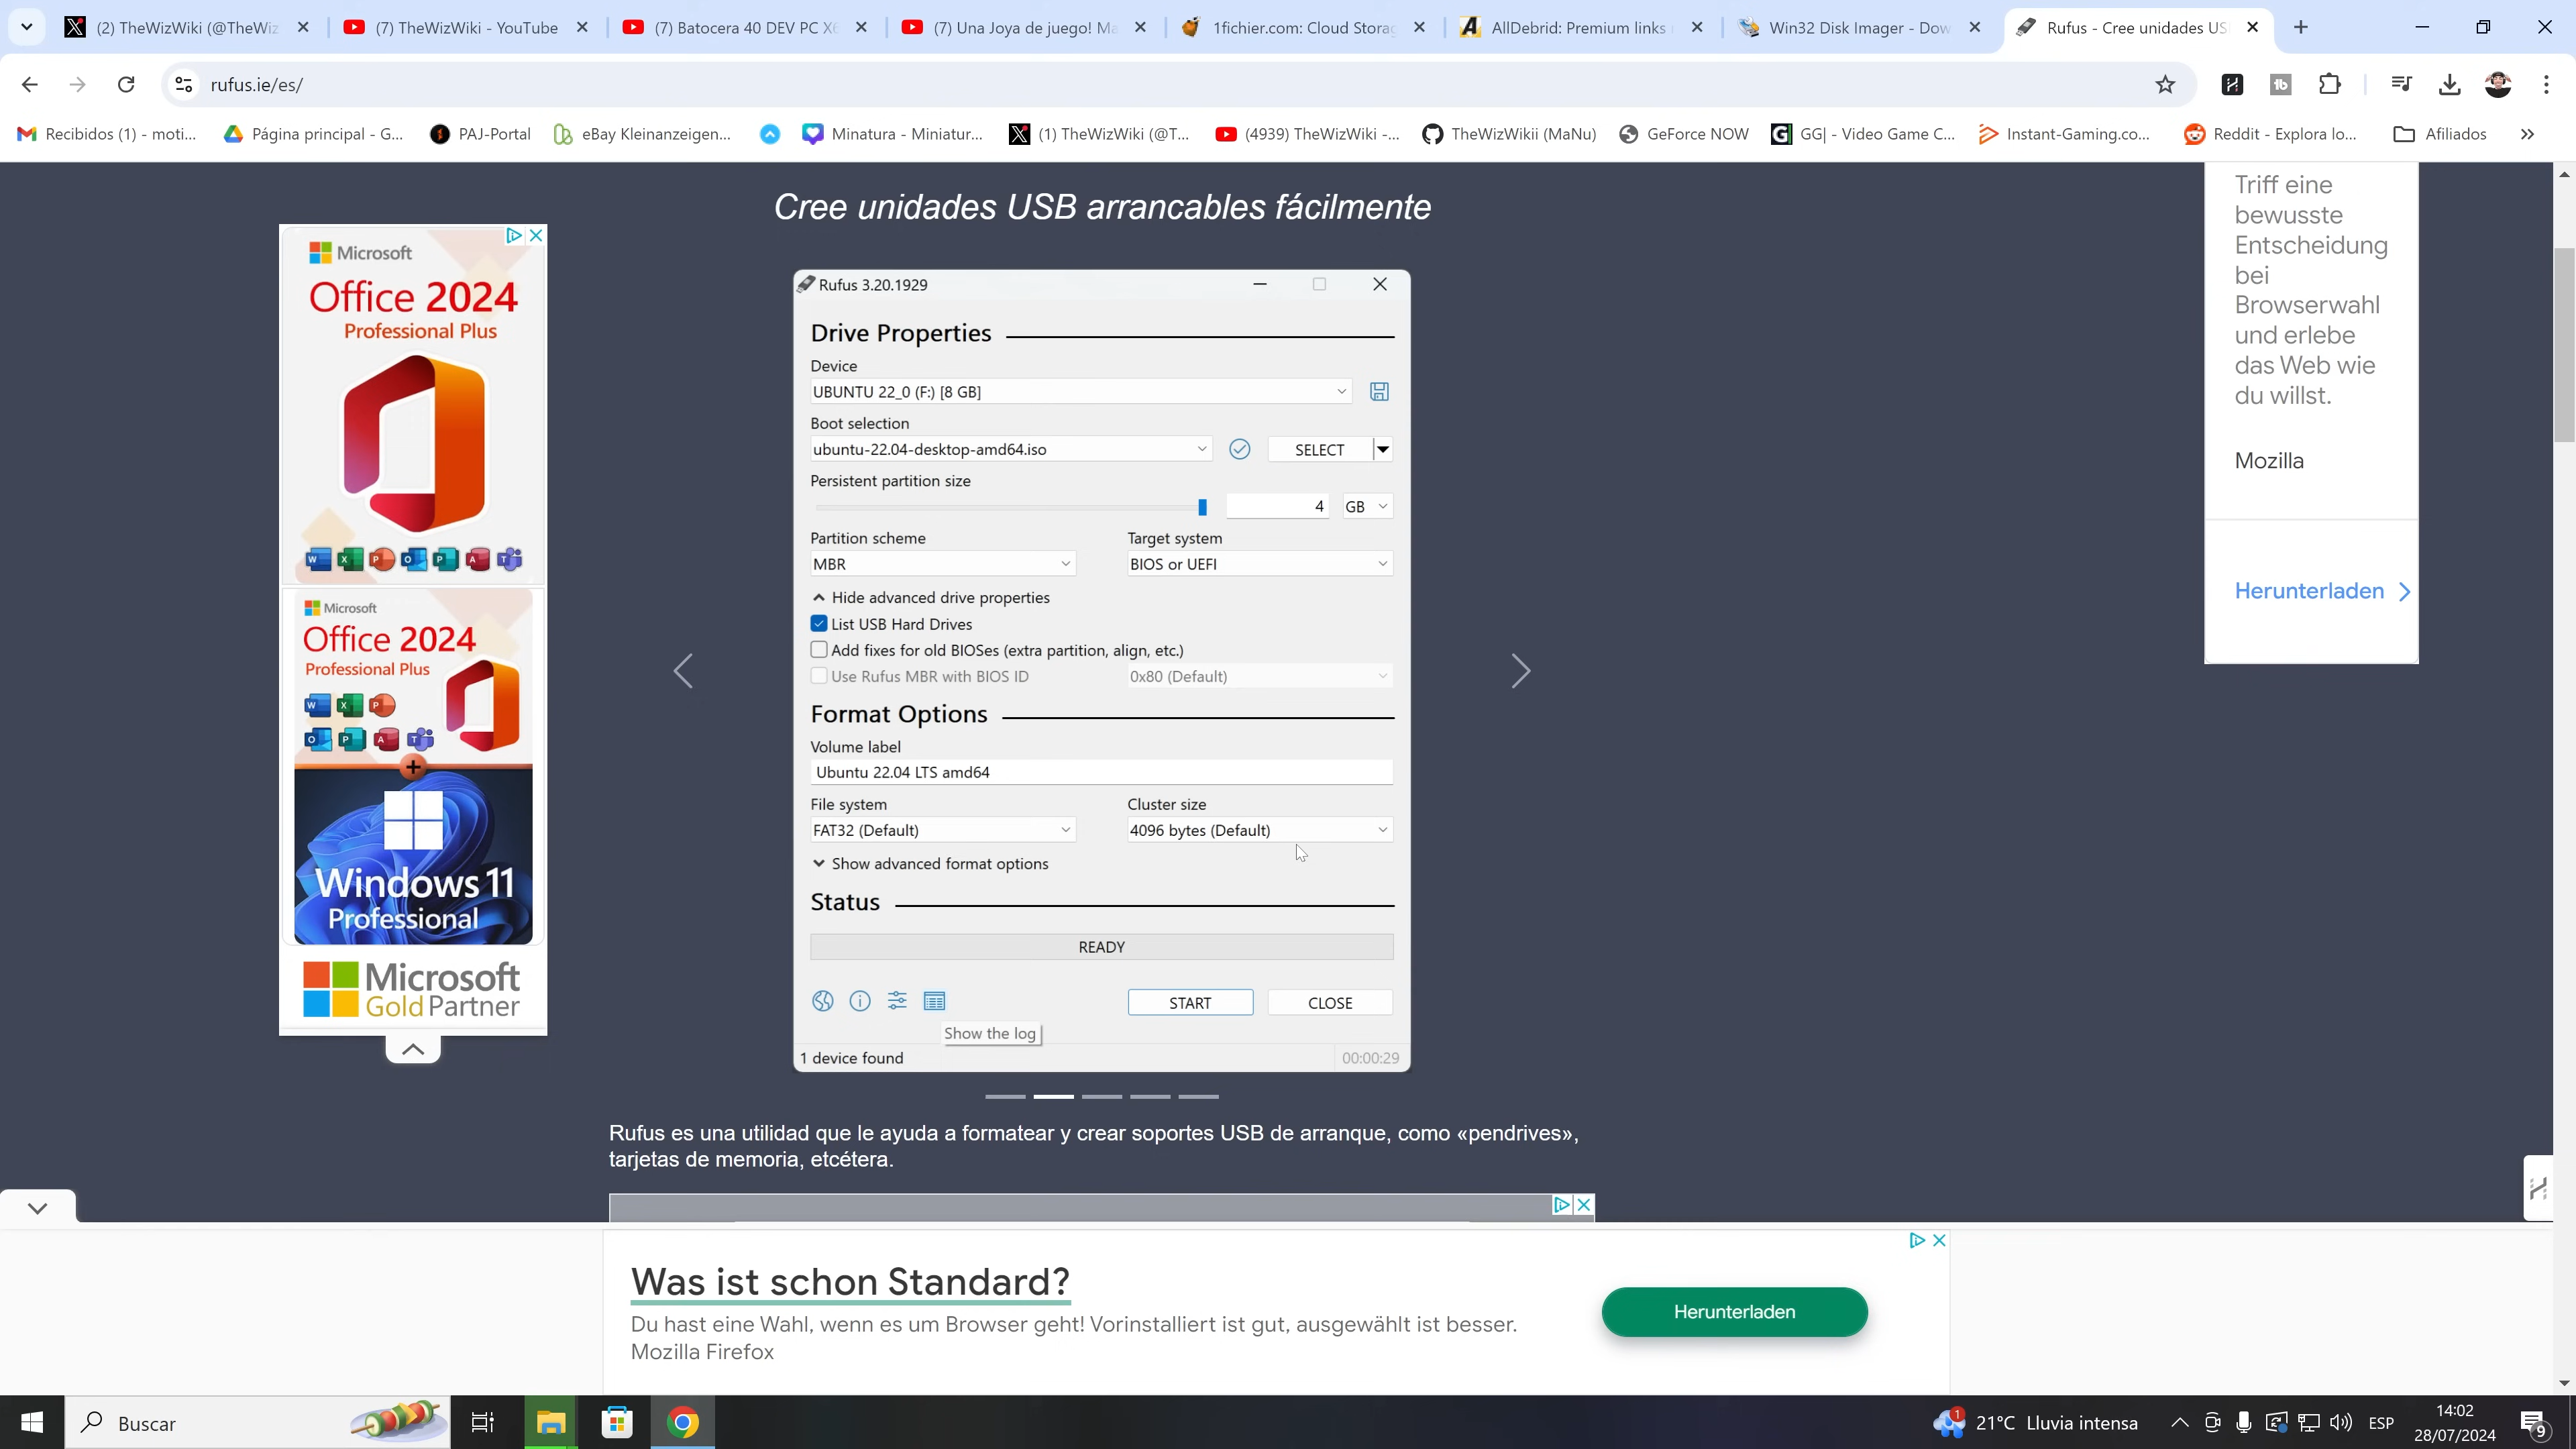 (2) TheWizWiki (@TheWiz
(7) TheWizWiki - YouTube
(7) Batocera 40 DEV PC X6
(7) Una Joya de juego! Ma
1fichier.com: Cloud Storag
AllDebrid: Premium links
Win32 Disk Imager - Dow
Rufus - Cree unidades US
rufus.ie/es/
Recibidos (1) - moti...
Página principal - G...
PAJ-Portal
eBay Kleinanzeigen...
Minatura - Miniatur...
(1) TheWizWiki (@T...
(4939) TheWizWiki -...
TheWizWikii (MaNu)
GeForce NOW
GG| - Video Game C...
Instant-Gaming.co...
Reddit - Explora lo...
Afiliados
Cree unidades USB arrancables fácilmente
Microsoft
Office 2024
Professional Plus
Microsoft
Office 2024
Professional Plus
Windows 11
Professional
Microsoft
Gold Partner
Rufus 3.20.1929
Drive Properties
Device
UBUNTU 22_0 (F:) [8 GB]
Boot selection
ubuntu-22.04-desktop-amd64.iso
SELECT
Persistent partition size
4
GB
Partition scheme
Target system
MBR
BIOS or UEFI
Hide advanced drive properties
List USB Hard Drives
Add fixes for old BIOSes (extra partition, align, etc.)
Use Rufus MBR with BIOS ID
0x80 (Default)
Format Options
Volume label
Ubuntu 22.04 LTS amd64
File system
Cluster size
FAT32 (Default)
4096 bytes (Default)
Show advanced format options
Status
READY
START
CLOSE
Show the log
1 device found
00:00:29
Triff eine
bewusste
Entscheidung
bei
Browserwahl
und erlebe
das Web wie
du willst.
Mozilla
Herunterladen
Rufus es una utilidad que le ayuda a formatear y crear soportes USB de arranque, como «pendrives»,
tarjetas de memoria, etcétera.
Was ist schon Standard?
Du hast eine Wahl, wenn es um Browser geht! Vorinstalliert ist gut, ausgewählt ist besser.
Mozilla Firefox
Herunterladen
Buscar
1
21°C Lluvia intensa
ESP
14:02
28/07/2024
9